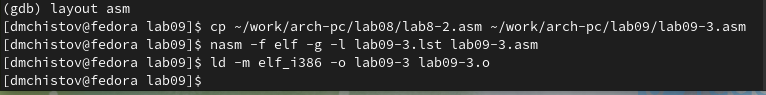 (gdb) layout asm
[dmchistov@fedora lab09]$ cp ~/work/arch-pc/lab08/lab8-2.asm ~/work/arch-pc/lab09/lab09-3.asm
[dmchistov@fedora lab09]$ nasm -f elf -g -l lab09-3.lst lab09-3.asm
[dmchistov@fedora lab09]$ ld -m elf_i386 -o lab09-3 lab09-3.o
[dmchistov@fedora lab09]$